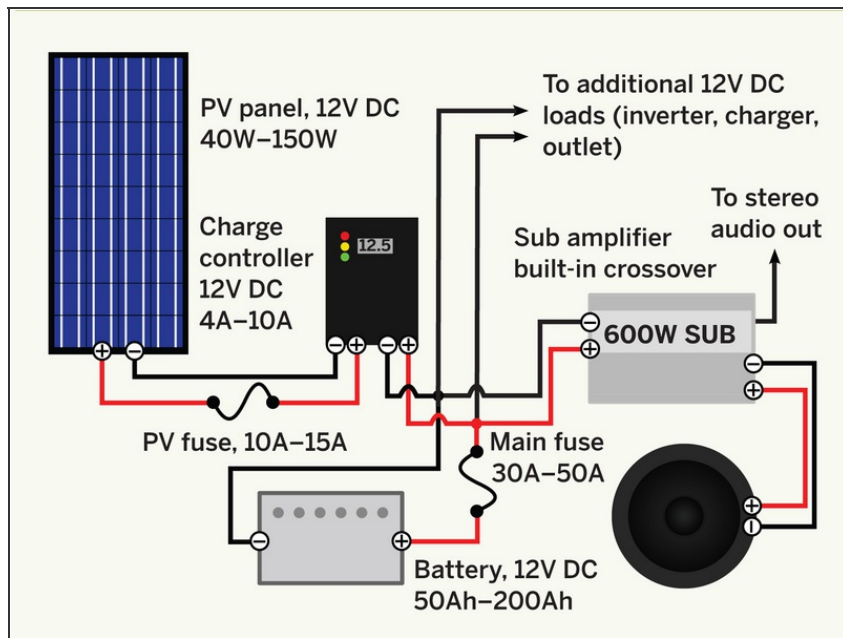 PV panel, 12V DC
40W–150W
To additional 12V DC
loads (inverter, charger,
outlet)
Charge
controller
12V DC
4A–10A
12.5
To stereo
audio out
Sub amplifier
built-in crossover
600W SUB
PV fuse, 10A–15A
Main fuse
30A–50A
Battery, 12V DC
50Ah–200Ah